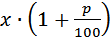 x · (1 + p/100)